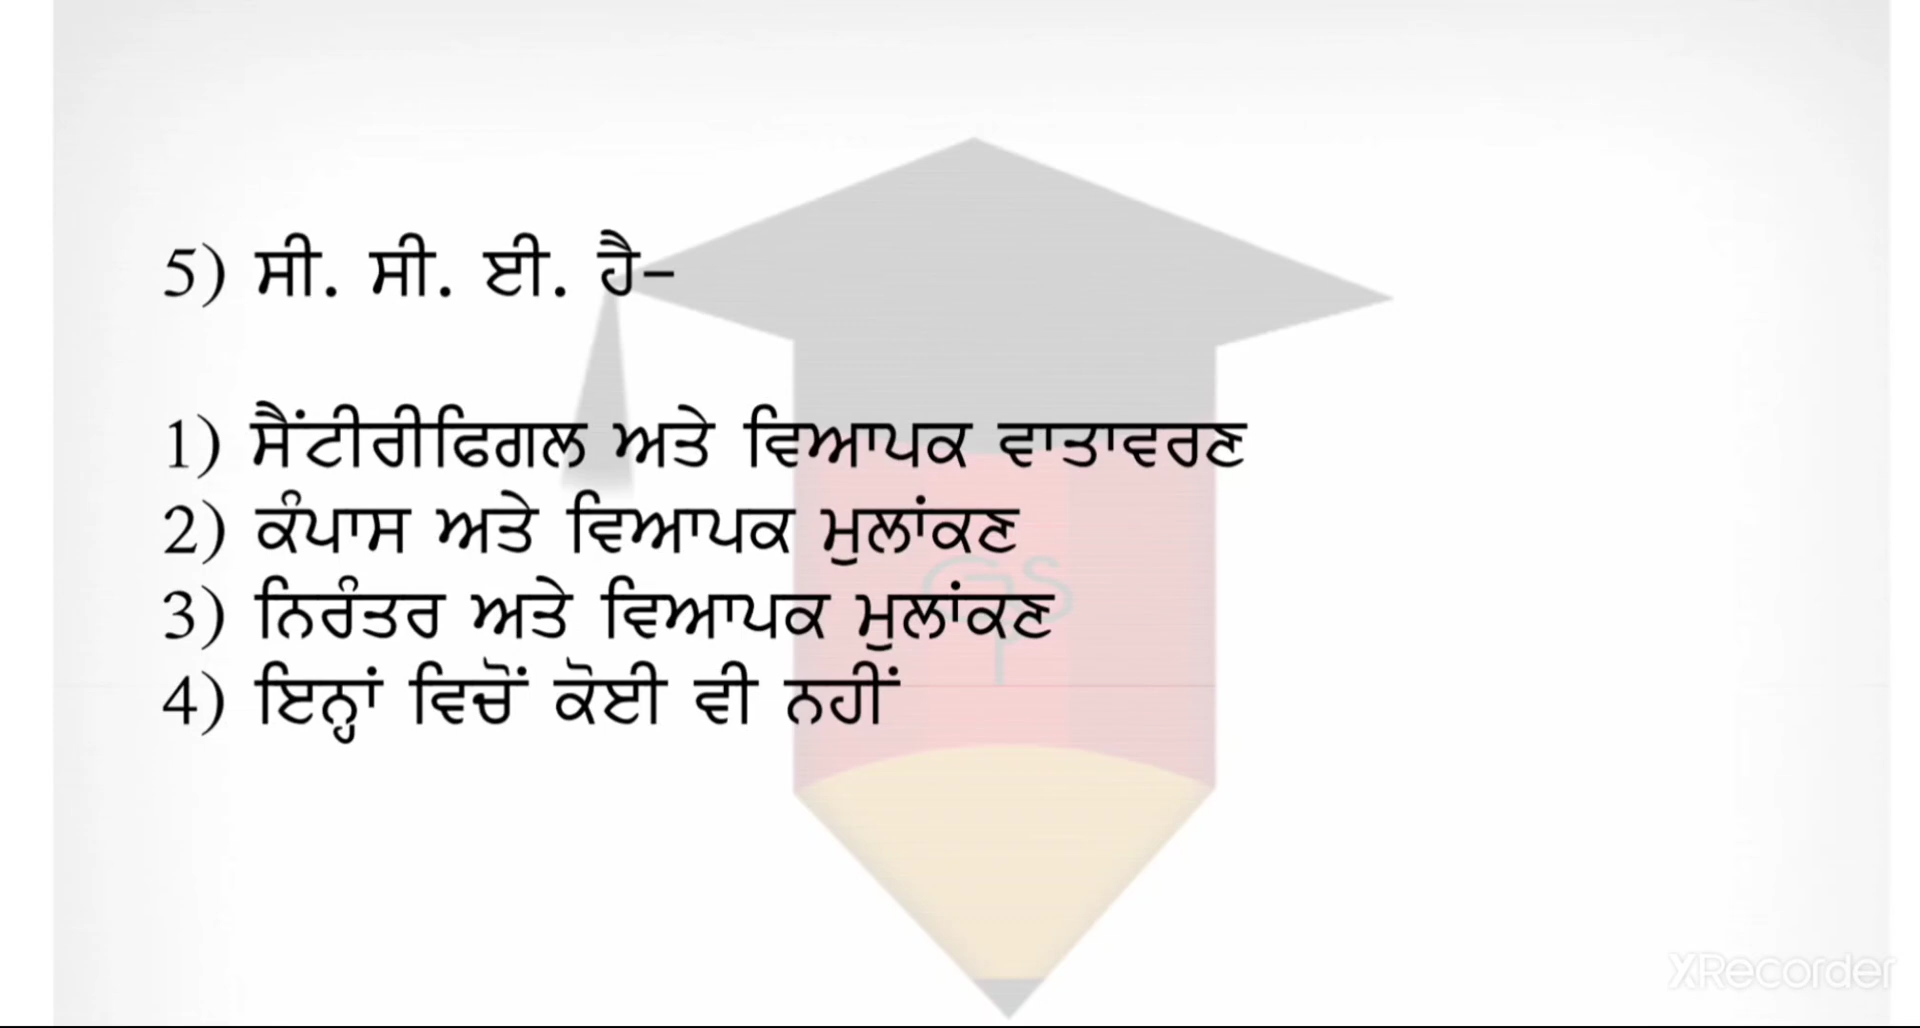 5) ਸੀ. ਸੀ. ਈ. ਹੈ–
1) ਸੈਂਟੀਰੀਫਿਗਲ ਅਤੇ ਵਿਆਪਕ ਵਾਤਾਵਰਣ
2) ਕੰਪਾਸ ਅਤੇ ਵਿਆਪਕ ਮੁਲਾਂਕਣ
3) ਨਿਰੰਤਰ ਅਤੇ ਵਿਆਪਕ ਮੁਲਾਂਕਣ
4) ਇਨ੍ਹਾਂ ਵਿਚੋਂ ਕੋਈ ਵੀ ਨਹੀਂ
XRecorder